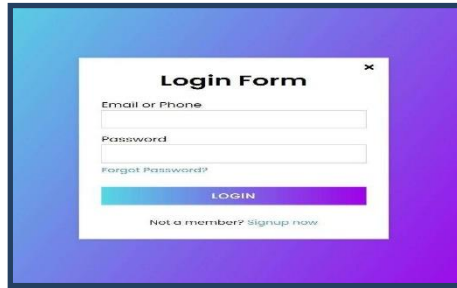 ×
Login Form
Email or Phone
Password
Forgot Password?
LOGIN
Not a member? Signup now